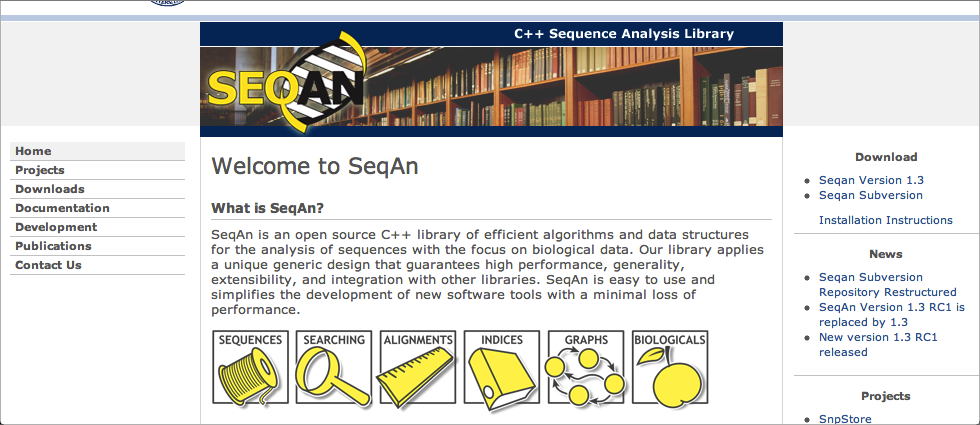 C++ Sequence Analysis Library
SEQAN
Home
Projects
Downloads
Documentation
Development
Publications
Contact Us
Welcome to SeqAn
What is SeqAn?
SeqAn is an open source C++ library of efficient algorithms and data structures
for the analysis of sequences with the focus on biological data. Our library applies
a unique generic design that guarantees high performance, generality,
extensibility, and integration with other libraries. SeqAn is easy to use and
simplifies the development of new software tools with a minimal loss of
performance.
SEQUENCES
SEARCHING
ALIGNMENTS
INDICES
GRAPHS
BIOLOGICALS
Download
Seqan Version 1.3
Seqan Subversion
Installation Instructions
News
Seqan Subversion
Repository Restructured
SeqAn Version 1.3 RC1 is
replaced by 1.3
New version 1.3 RC1
released
Projects
SnpStore